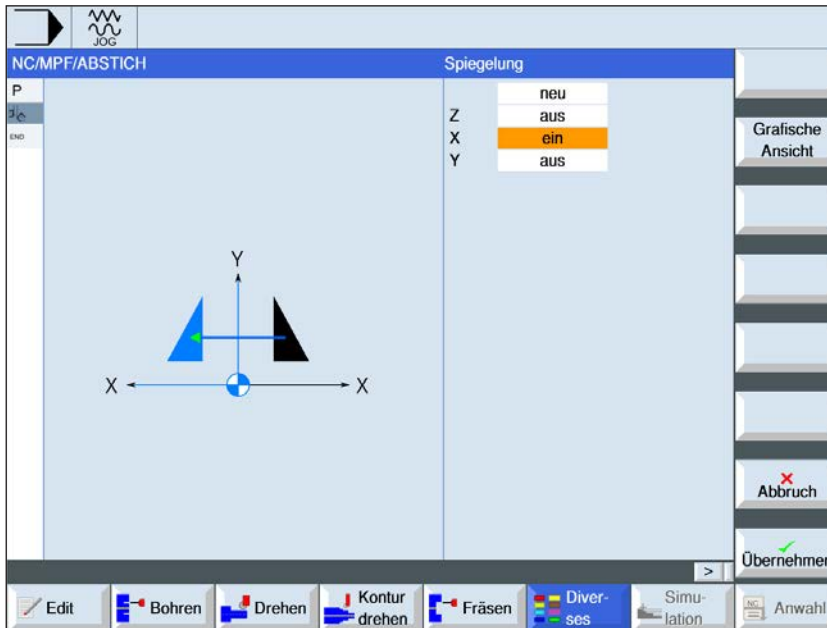 JOG
NC/MPF/ABSTICH
Spiegelung
P
END
neu
Z aus
X ein
Y aus
Y
X
X
Grafische
Ansicht
Abbruch
Übernehmen
>
Edit
Bohren
Drehen
Kontur
drehen
Fräsen
Diver-
ses
Simu-
lation
NC
Anwahl